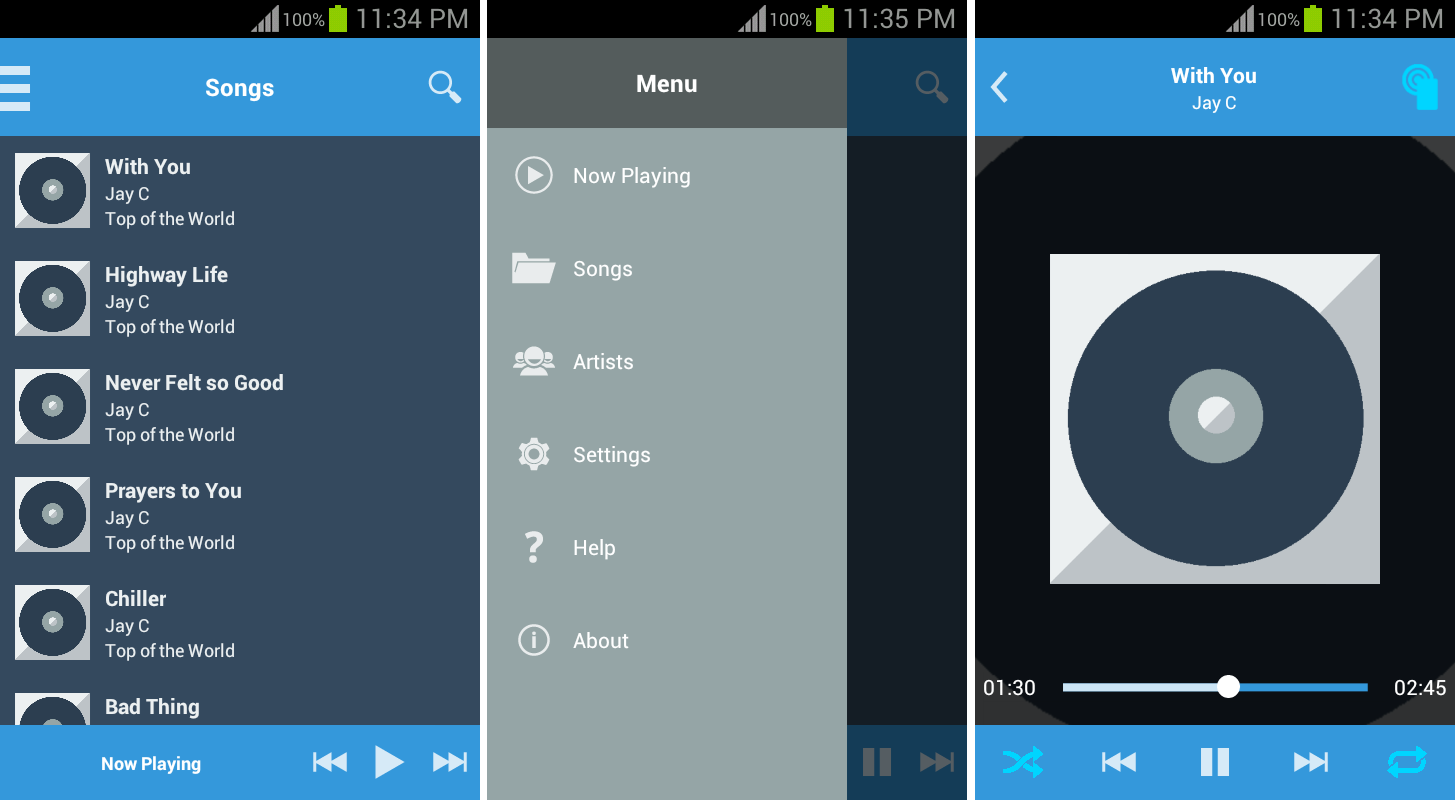 100% 11:34 PM
Songs
With You
Jay C
Top of the World
Highway Life
Jay C
Top of the World
Never Felt so Good
Jay C
Top of the World
Prayers to You
Jay C
Top of the World
Chiller
Jay C
Top of the World
Bad Thing
Now Playing
100% 11:35 PM
Menu
Now Playing
Songs
Artists
Settings
Help
About
100% 11:34 PM
With You
Jay C
01:30 02:45